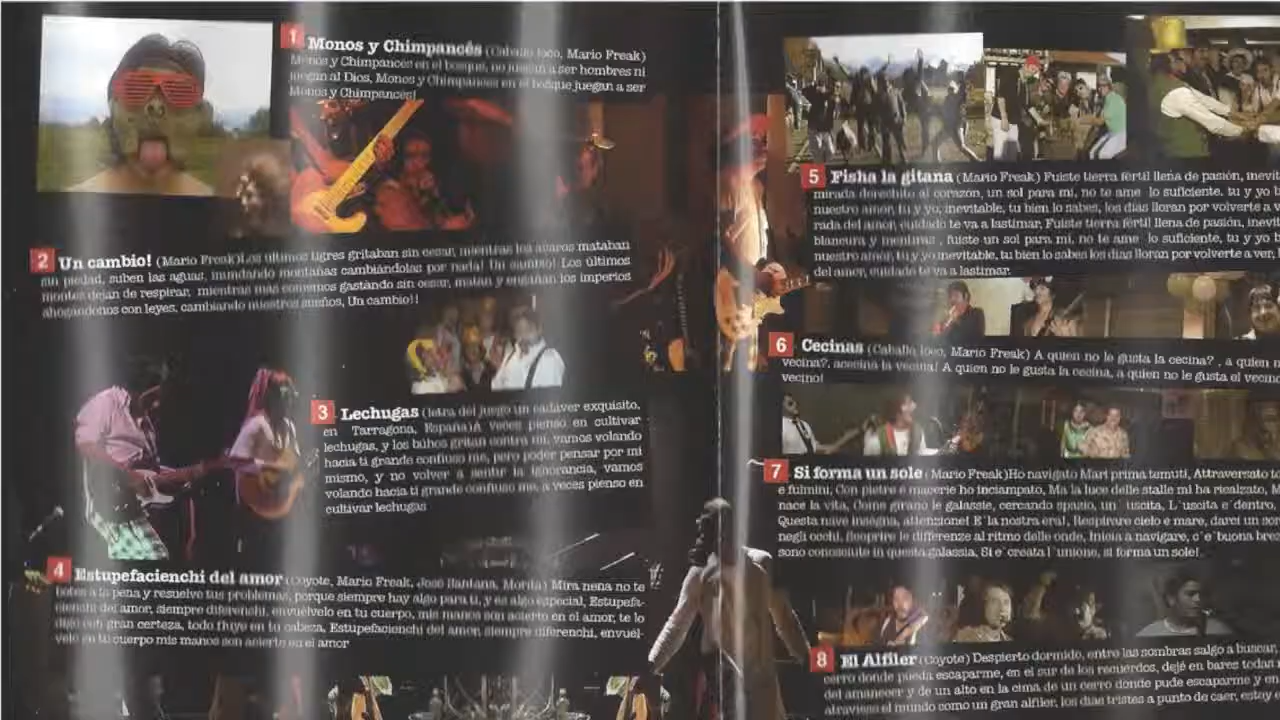 1 Monos y Chimpancés (Caballo loco, Mario Freak)
Monos y Chimpancés en el bosque, no juegan a ser hombres ni
juegan al Dios, Monos y Chimpancés en el bosque juegan a ser
Monos y Chimpancés!
2 Un cambio! (Mario Freak)Los últimos tigres gritaban sin cesar, mientras los avaros mataban
sin piedad, suben las aguas, inundando montañas cambiándolas por nada! Un cambio! Los últimos
montes dejan de respirar, mientras más comemos gastando sin cesar, matan y engañan los imperios
ahogándonos con leyes, cambiando nuestros sueños, Un cambio!!
3 Lechugas (letra del juego un cadáver exquisito,
en Tarragona, España)A veces pienso en cultivar
lechugas, y los búhos gritan contra mi, vamos volando
hacia ti grande confuso me, pero poder pensar por mi
mismo, y no volver a sentir la ignorancia, vamos
volando hacia ti grande confuso me, a veces pienso en
cultivar lechugas
4 Estupefacienchi del amor (Coyote, Mario Freak, José Santana, Morita) Mira nena no te
botes a la pena y resuelve tus problemas, porque siempre hay algo para ti, y es algo especial, Estupefa-
cienchi del amor, siempre diferenchi, envuélvelo en tu cuerpo, mis manos son acierto en el amor, te lo
digo con gran certeza, todo fluye en tu cabeza, Estupefacienchi del amor, siempre diferenchi, envuél-
velo en tu cuerpo mis manos son acierto en el amor
5 Fisha la gitana (Mario Freak) Fuiste tierra fértil llena de pasión, inevit
mirada derechito al corazón, un sol para mi, no te ame lo suficiente, tu y yo
nuestro amor, tu y yo, inevitable, tu bien lo sabes, los días lloran por volverte a v
rada del amor, cuidado te va a lastimar. Fuiste tierra fértil llena de pasión, inevi
blancura y mentiras , fuiste un sol para mi, no te ame lo suficiente, tu y yo
nuestro amor, tu y yo inevitable, tu bien lo sabes los días lloran por volverte a ver,
del amor, cuidado te va a lastimar.
6 Cecinas (Caballo loco, Mario Freak) A quien no le gusta la cecina? , a quien n
vecina?, acecina la vecina! A quien no le gusta la cecina, a quien no le gusta el vecin
vecino!
7 Si forma un sole (Mario Freak)Ho navigato Mari prima temuti, Attraversato
e fulmini, Con pietre e macerie ho inciampato, Ma la luce delle stalle mi ha rialzato, M
nace la vita, Come girano le galassie, cercando spazio, un´ uscita, L´uscita e´dentro,
Questa nave insegna, attenzione! E´la nostra era!, Respirare cielo e mare, darci un
negli occhi, Scoprire le differenze al ritmo delle onde, Inicia a navigare, c´e´buona
sono conosciute in questa galassia, Si e´creata l´unione, si forma un sole!
8 El Alfiler (Coyote) Despierto dormido, entre las sombras salgo a buscar,
cerro donde pueda escaparme, en el sur de los recuerdos, dejé en bares todas
del amanecer y de un alto en la cima de un cerro donde pude escaparme y en
atraviesa el mundo como un gran alfiler, los días tristes a punto de caer, estoy